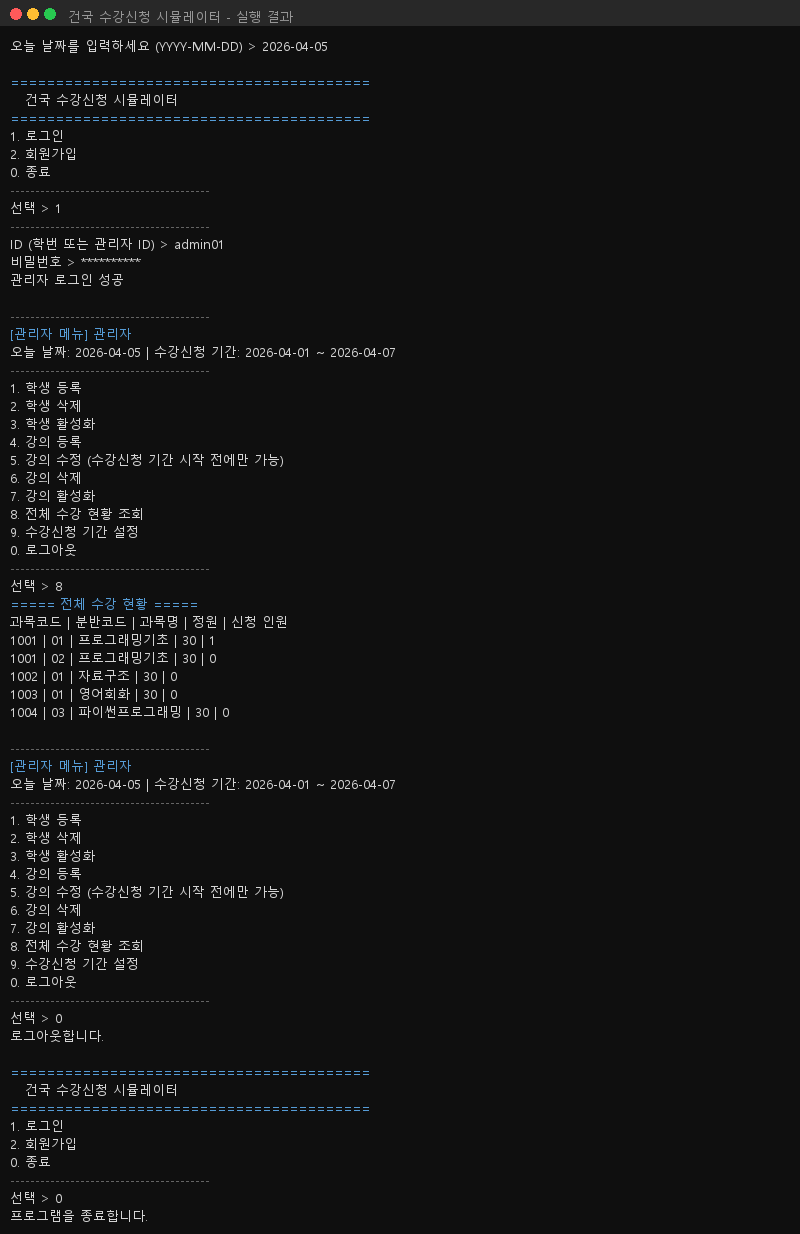 건국 수강신청 시뮬레이터 - 실행 결과
오늘 날짜를 입력하세요 (YYYY-MM-DD) > 2026-04-05
========================================
건국 수강신청 시뮬레이터
========================================
1. 로그인
2. 회원가입
0. 종료
----------------------------------------
선택 > 1
----------------------------------------
ID (학번 또는 관리자 ID) > admin01
비밀번호 > **********
관리자 로그인 성공
----------------------------------------
[관리자 메뉴] 관리자
오늘 날짜: 2026-04-05 | 수강신청 기간: 2026-04-01 ~ 2026-04-07
----------------------------------------
1. 학생 등록
2. 학생 삭제
3. 학생 활성화
4. 강의 등록
5. 강의 수정 (수강신청 기간 시작 전에만 가능)
6. 강의 삭제
7. 강의 활성화
8. 전체 수강 현황 조회
9. 수강신청 기간 설정
0. 로그아웃
----------------------------------------
선택 > 8
===== 전체 수강 현황 =====
과목코드 | 분반코드 | 과목명 | 정원 | 신청 인원
1001 | 01 | 프로그래밍기초 | 30 | 1
1001 | 02 | 프로그래밍기초 | 30 | 0
1002 | 01 | 자료구조 | 30 | 0
1003 | 01 | 영어회화 | 30 | 0
1004 | 03 | 파이썬프로그래밍 | 30 | 0
----------------------------------------
[관리자 메뉴] 관리자
오늘 날짜: 2026-04-05 | 수강신청 기간: 2026-04-01 ~ 2026-04-07
----------------------------------------
1. 학생 등록
2. 학생 삭제
3. 학생 활성화
4. 강의 등록
5. 강의 수정 (수강신청 기간 시작 전에만 가능)
6. 강의 삭제
7. 강의 활성화
8. 전체 수강 현황 조회
9. 수강신청 기간 설정
0. 로그아웃
----------------------------------------
선택 > 0
로그아웃합니다.
========================================
건국 수강신청 시뮬레이터
========================================
1. 로그인
2. 회원가입
0. 종료
----------------------------------------
선택 > 0
프로그램을 종료합니다.